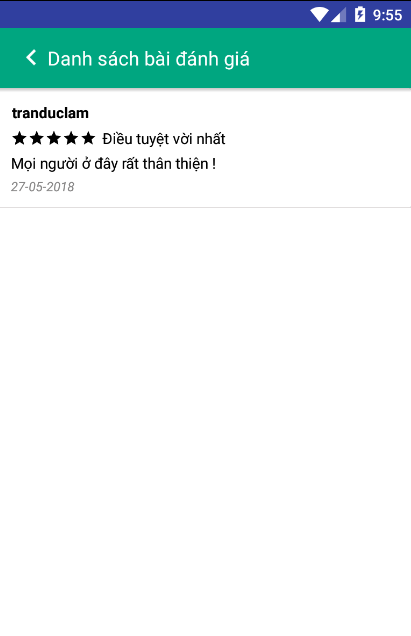 9:55
Danh sách bài đánh giá
tranduclam
★★★★★ Điều tuyệt vời nhất
Mọi người ở đây rất thân thiện !
27-05-2018